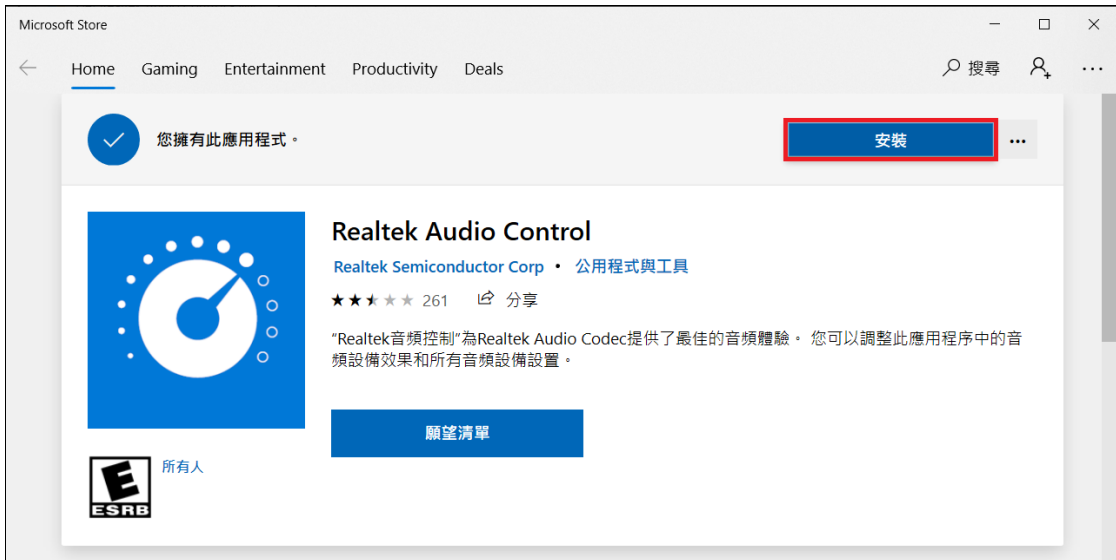 Microsoft Store
Home Gaming Entertainment Productivity Deals 搜尋
您擁有此應用程式。 安裝
Realtek Audio Control
Realtek Semiconductor Corp • 公用程式與工具
261 分享
“Realtek音頻控制”為Realtek Audio Codec提供了最佳的音頻體驗。 您可以調整此應用程序中的音
頻設備效果和所有音頻設備設置。
願望清單
所有人
E
ESRB